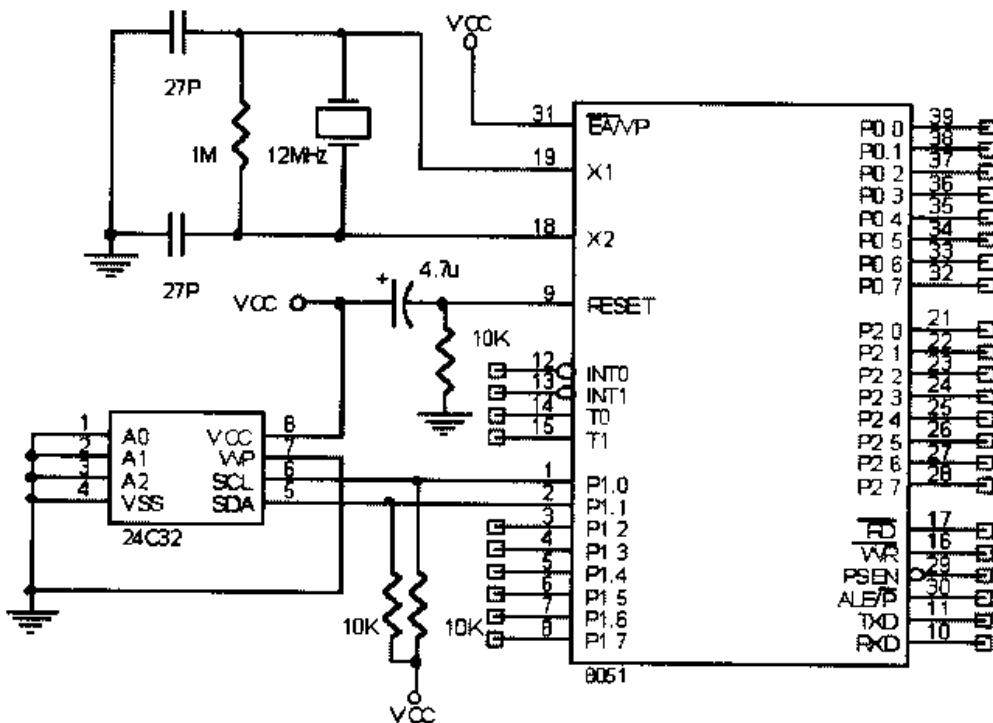 VCC
27P
1M
12MHz
27P
31 EA/VP
19 X1
18 X2
VCC
4.7u
9 RESET
10K
12 INT0
13 INT1
14 T0
15 T1
1 P1.0
2 P1.1
3 P1.2
4 P1.3
5 P1.4
6 P1.5
7 P1.6
8 P1.7
8051
P0.0 39
P0.1 38
P0.2 37
P0.3 36
P0.4 35
P0.5 34
P0.6 33
P0.7 32
P2.0 21
P2.1 22
P2.2 23
P2.3 24
P2.4 25
P2.5 26
P2.6 27
P2.7 28
RD 17
WR 16
PSEN 29
ALE/P 30
TXD 11
RXD 10
1 A0
2 A1
3 A2
4 VSS
VCC 8
WP 7
SCL 6
SDA 5
24C32
10K
10K
VCC